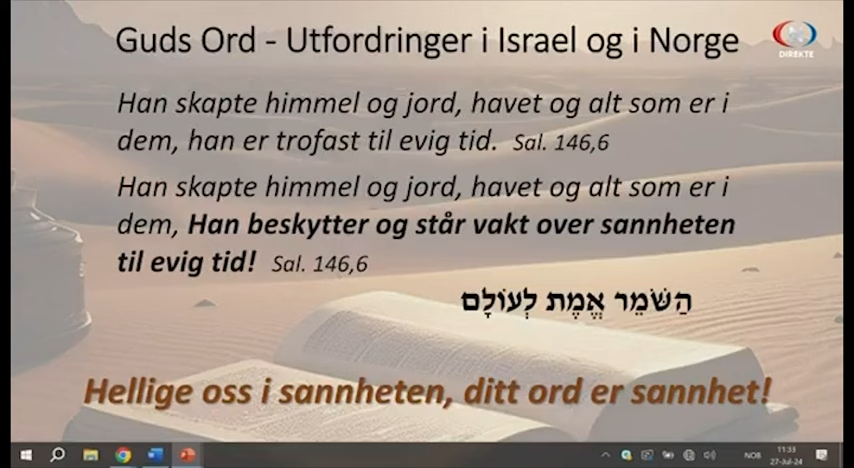 Guds Ord - Utfordringer i Israel og i Norge
DIREKTE
Han skapte himmel og jord, havet og alt som er i
dem, han er trofast til evig tid. Sal. 146,6
Han skapte himmel og jord, havet og alt som er i
dem, Han beskytter og står vakt over sannheten
til evig tid! Sal. 146,6
הַשֹּׁמֵר אֱמֶת לְעוֹלָם
Hellige oss i sannheten, ditt ord er sannhet!
NOB
11:33
27-Jul-24